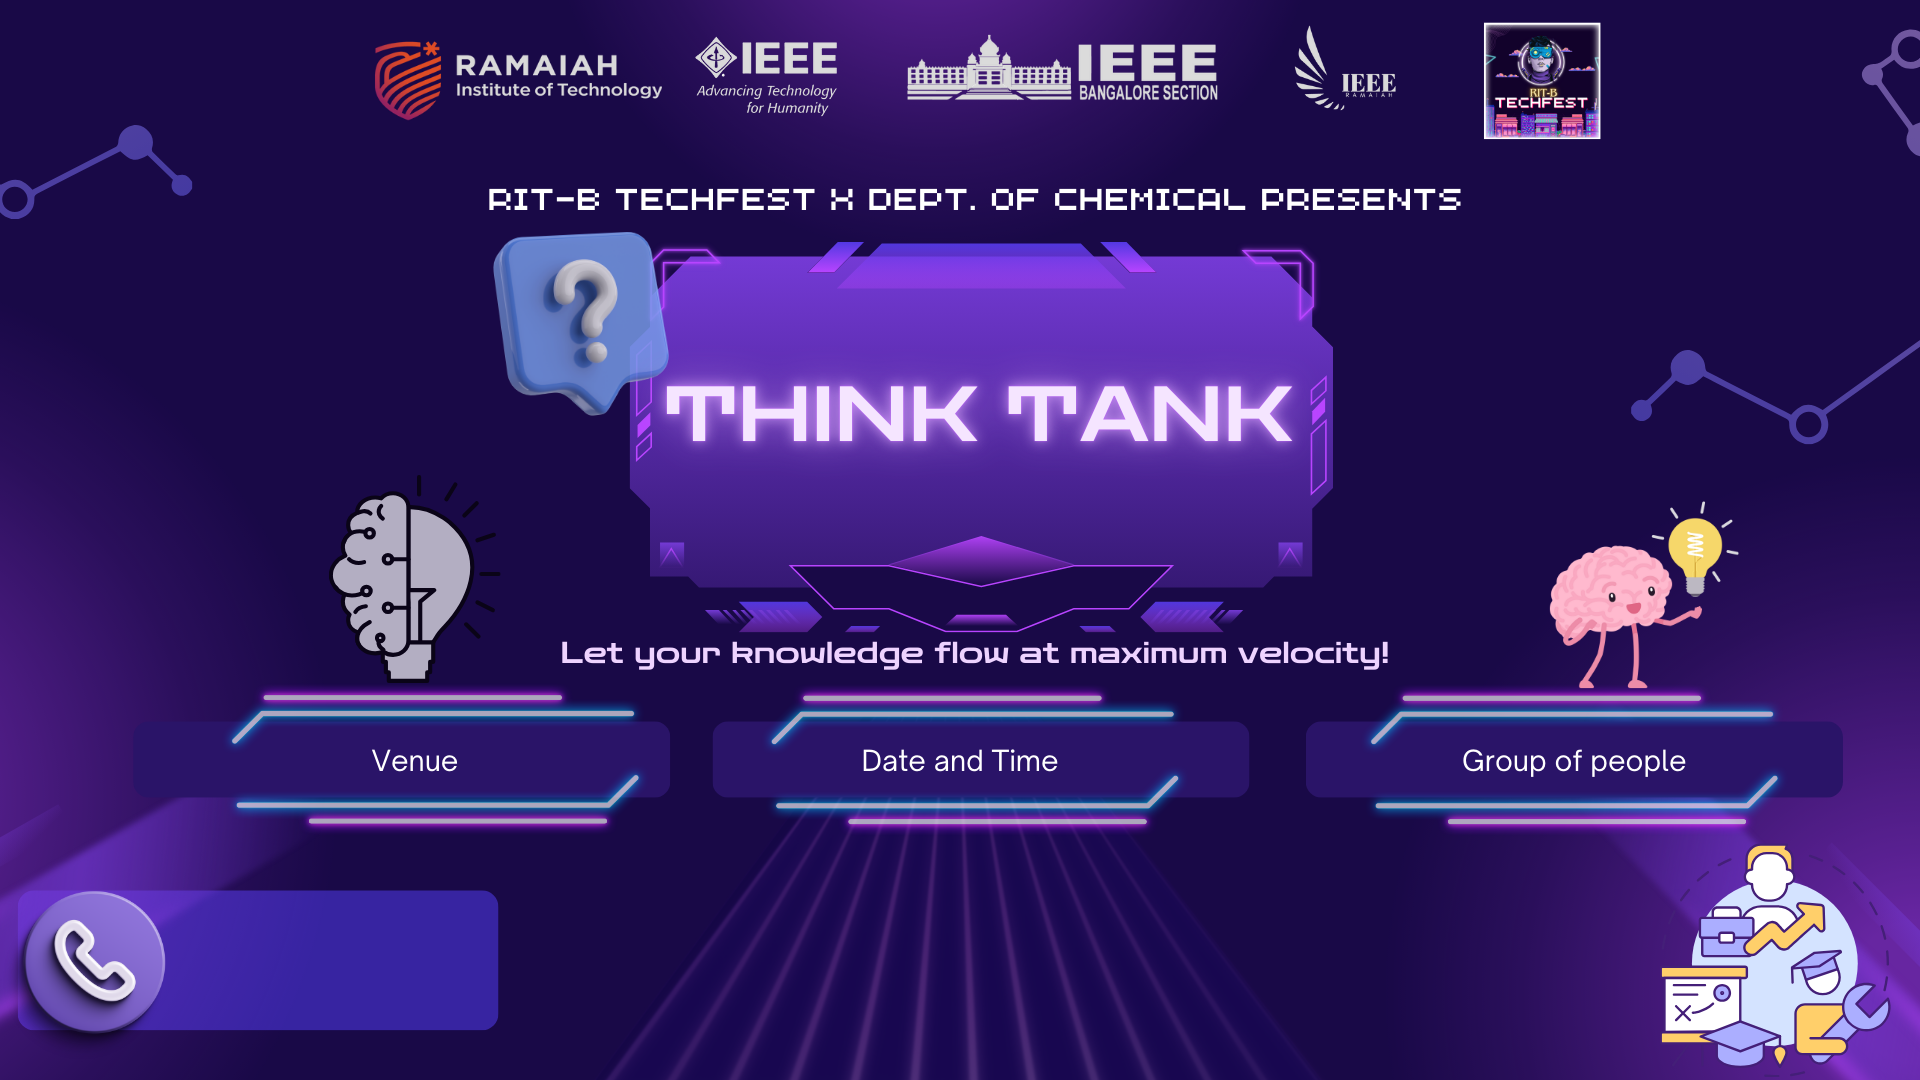 RAMAIAH
Institute of Technology
IEEE
Advancing Technology
for Humanity
IEEE
BANGALORE SECTION
IEEE
RAMAIAH
RIT-B
TECHFEST
RIT-B TECHFEST X DEPT. OF CHEMICAL PRESENTS
THINK TANK
Let your knowledge flow at maximum velocity!
Venue
Date and Time
Group of people